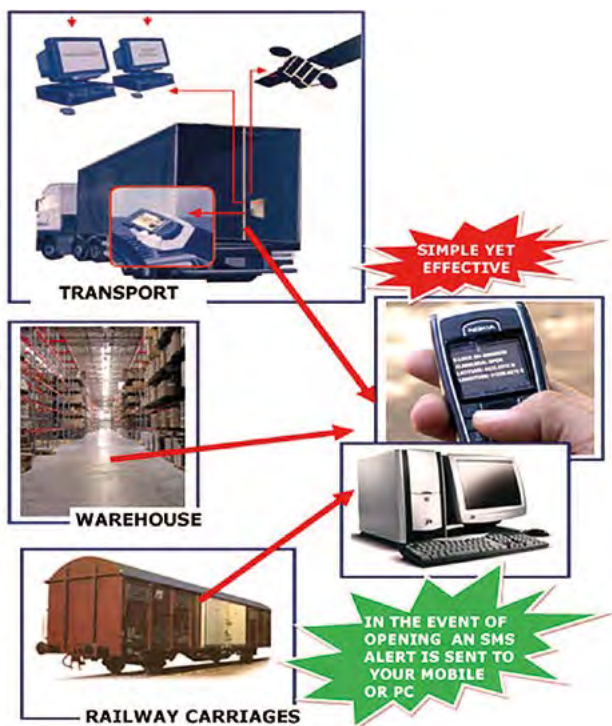 TRANSPORT
SIMPLE YET
EFFECTIVE
NOKIA
WAREHOUSE
IN THE EVENT OF
OPENING AN SMS
ALERT IS SENT TO
YOUR MOBILE
OR PC
RAILWAY CARRIAGES